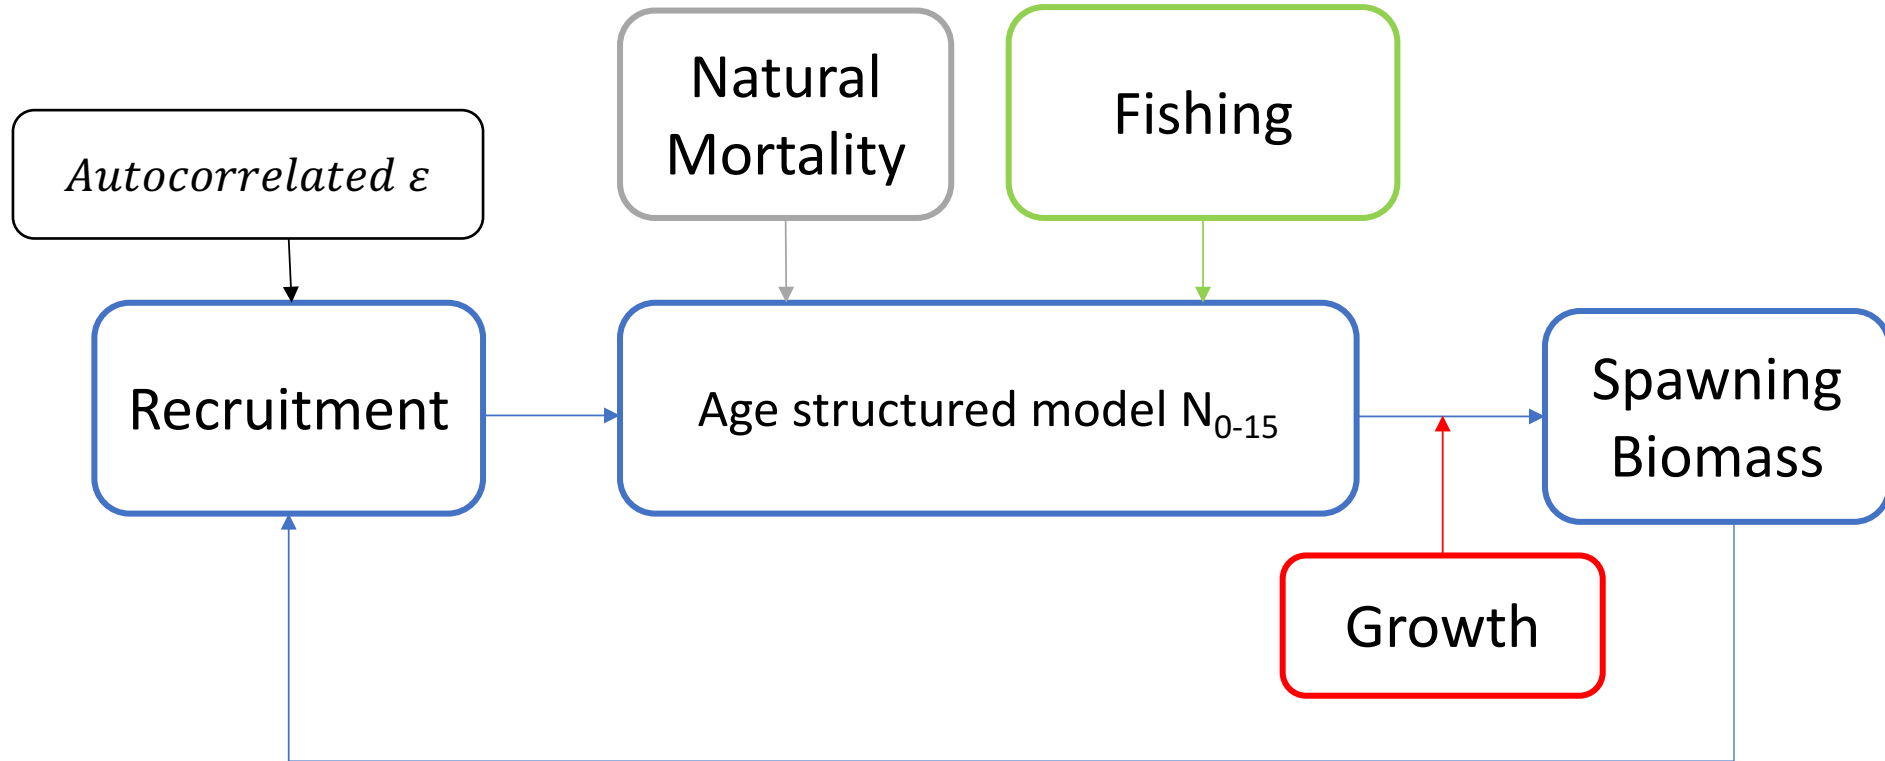 Natural
Mortality
Fishing
Autocorrelated ε
Recruitment
Age structured model N₀₋₁₅
Spawning
Biomass
Growth